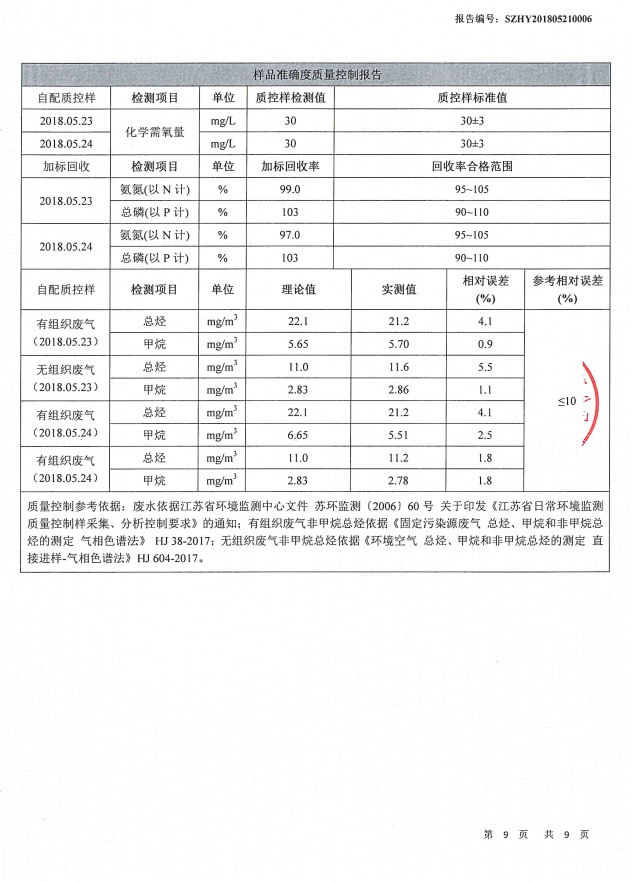 报告编号：SZHY201805210006
样品准确度质量控制报告
自配质控样 检测项目 单位 质控样检测值 质控样标准值
2018.05.23 化学需氧量 mg/L 30 30±3
2018.05.24 mg/L 30 30±3
加标回收 检测项目 单位 加标回收率 回收率合格范围
2018.05.23 氨氮(以 N 计) % 99.0 95~105
总磷(以 P 计) % 103 90~110
2018.05.24 氨氮(以 N 计) % 97.0 95~105
总磷(以 P 计) % 103 90~110
自配质控样 检测项目 单位 理论值 实测值 相对误差(%) 参考相对误差(%)
有组织废气（2018.05.23） 总烃 mg/m³ 22.1 21.2 4.1 ≤10
甲烷 mg/m³ 5.65 5.70 0.9
无组织废气（2018.05.23） 总烃 mg/m³ 11.0 11.6 5.5
甲烷 mg/m³ 2.83 2.86 1.1
有组织废气（2018.05.24） 总烃 mg/m³ 22.1 21.2 4.1
甲烷 mg/m³ 6.65 5.51 2.5
有组织废气（2018.05.24） 总烃 mg/m³ 11.0 11.2 1.8
甲烷 mg/m³ 2.83 2.78 1.8
质量控制参考依据：废水依据江苏省环境监测中心文件 苏环监测〔2006〕60 号 关于印发《江苏省日常环境监测
质量控制样采集、分析控制要求》的通知；有组织废气非甲烷总烃依据《固定污染源废气 总烃、甲烷和非甲烷总
烃的测定 气相色谱法》 HJ 38-2017；无组织废气非甲烷总烃依据《环境空气 总烃、甲烷和非甲烷总烃的测定 直
接进样-气相色谱法》HJ 604-2017。
第 9 页 共 9 页